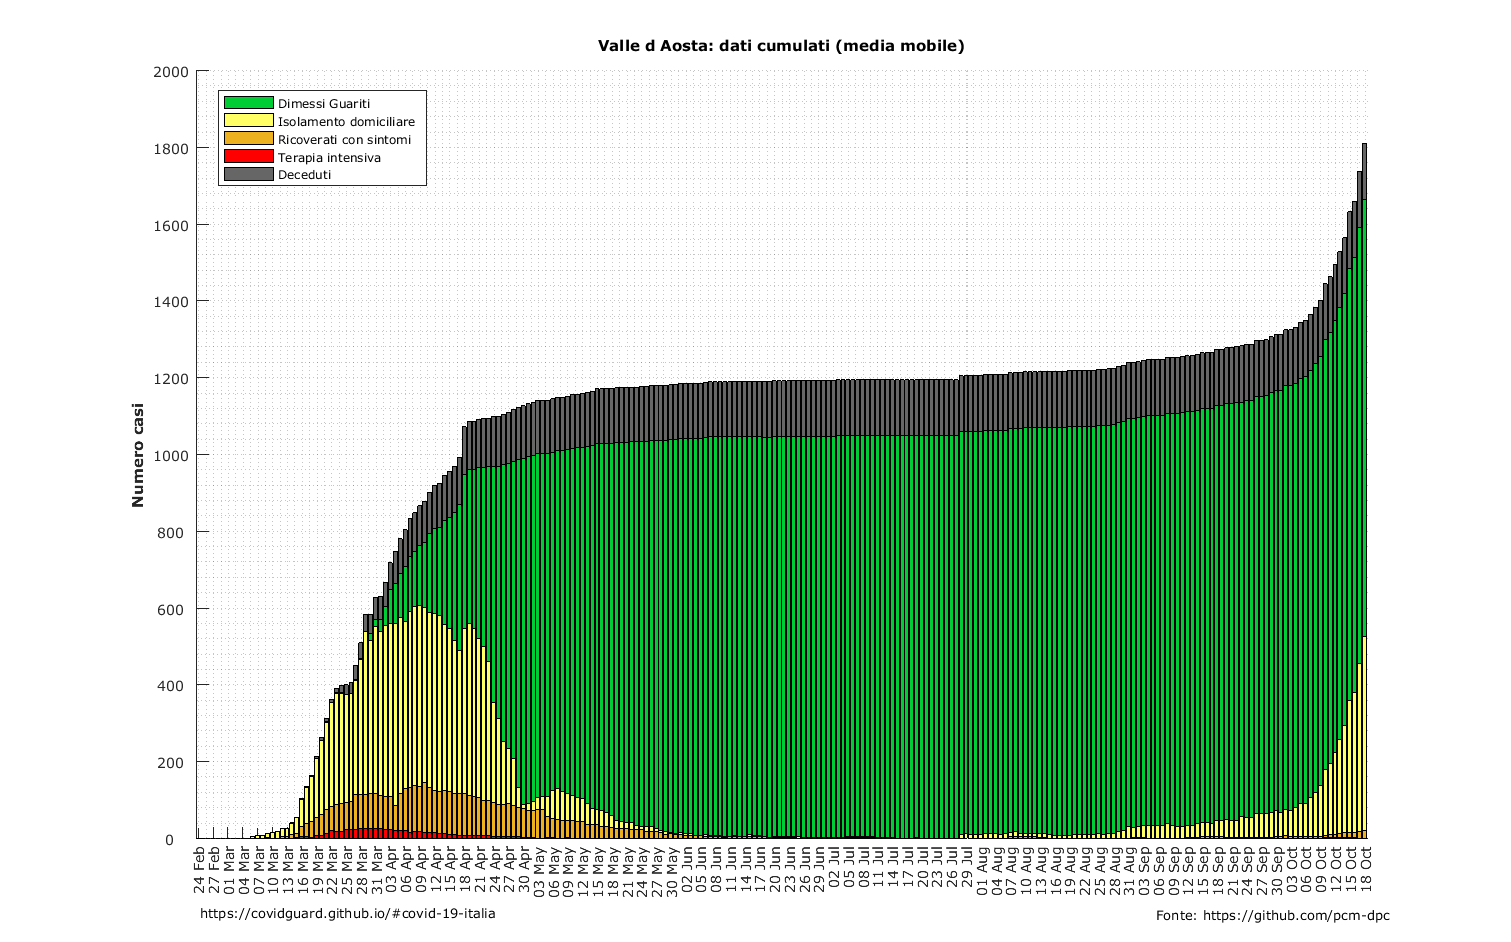 Valle d Aosta: dati cumulati (media mobile)
2000
1800
1600
1400
1200
1000
800
600
400
200
0
Numero casi
Dimessi Guariti
Isolamento domiciliare
Ricoverati con sintomi
Terapia intensiva
Deceduti
24 Feb
27 Feb
01 Mar
04 Mar
07 Mar
10 Mar
13 Mar
16 Mar
19 Mar
22 Mar
25 Mar
28 Mar
31 Mar
03 Apr
06 Apr
09 Apr
12 Apr
15 Apr
18 Apr
21 Apr
24 Apr
27 Apr
30 Apr
03 May
06 May
09 May
12 May
15 May
18 May
21 May
24 May
27 May
30 May
02 Jun
05 Jun
08 Jun
11 Jun
14 Jun
17 Jun
20 Jun
23 Jun
26 Jun
29 Jun
02 Jul
05 Jul
08 Jul
11 Jul
14 Jul
17 Jul
20 Jul
23 Jul
26 Jul
29 Jul
01 Aug
04 Aug
07 Aug
10 Aug
13 Aug
16 Aug
19 Aug
22 Aug
25 Aug
28 Aug
31 Aug
03 Sep
06 Sep
09 Sep
12 Sep
15 Sep
18 Sep
21 Sep
24 Sep
27 Sep
30 Sep
03 Oct
06 Oct
09 Oct
12 Oct
15 Oct
18 Oct
https://covidguard.github.io/#covid-19-italia
Fonte: https://github.com/pcm-dpc